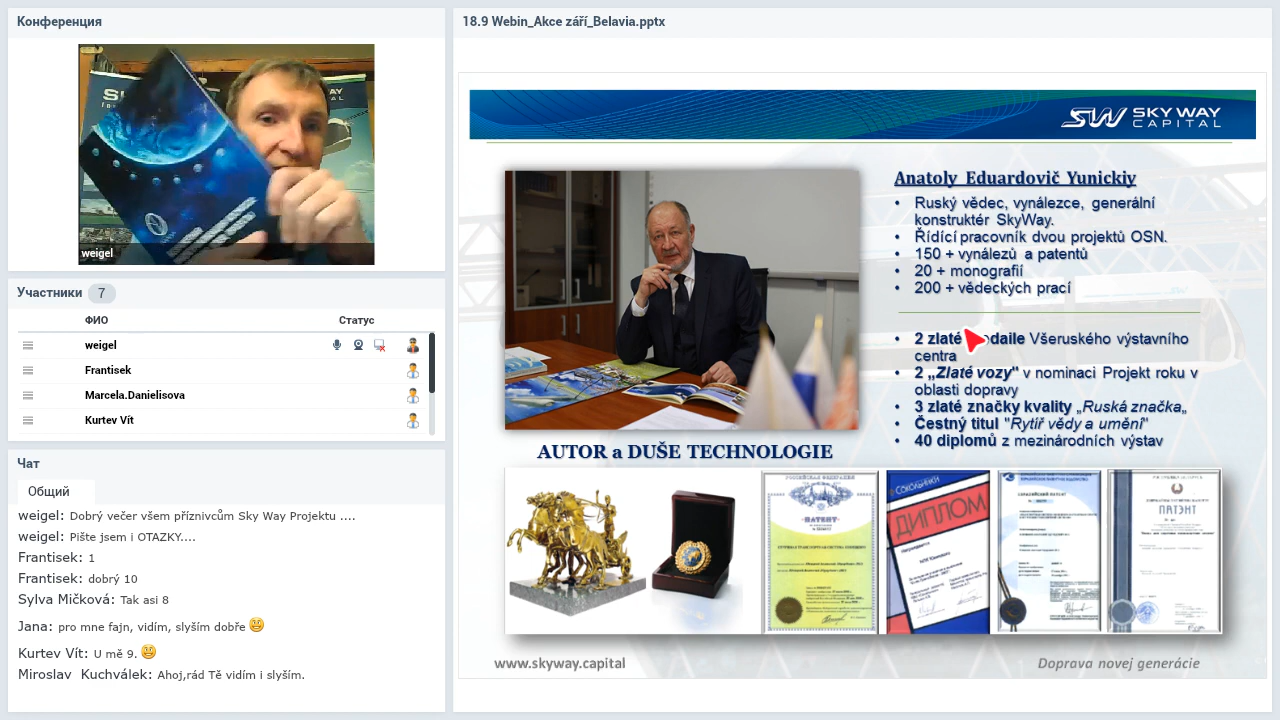 Конференция
weigel
Участники 7
ФИО Статус
weigel
Frantisek
Marcela.Danielisova
Kurtev Vít
Чат
Общий
weigel: Dobrý večer všem příznivcům Sky Way Projektu ......
weigel: Pište jsem i OTAZKY....
Frantisek: 1
Frantisek: dobrý 10
Sylva Mičková: 10... asi 8
Jana: pro mne 10, vidím, slyším dobře
Kurtev Vít: U mě 9.
Miroslav Kuchválek: Ahoj,rád Tě vidím i slyším.
18.9 Webin_Akce září_Belavia.pptx
SW SKY WAY
CAPITAL
Anatoly Eduardovič Yunickiy
• Ruský vědec, vynálezce, generální
konstruktér SkyWay.
• Řídící pracovník dvou projektů OSN.
• 150 + vynálezů a patentů
• 20 + monografií
• 200 + vědeckých prací
• 2 zlaté daile Všeruského výstavního
centra
• 2 „Zlaté vozy" v nominaci Projekt roku v
oblasti dopravy
• 3 zlaté značky kvality „Ruská značka„
• Čestný titul "Rytíř vědy a umění"
• 40 diplomů z mezinárodních výstav
AUTOR a DUŠE TECHNOLOGIE
ПАТЕНТ
СОКОЛЬНИКИ
ДИПЛОМ
ПАТЭНТ
www.skyway.capital
Doprava novej generácie